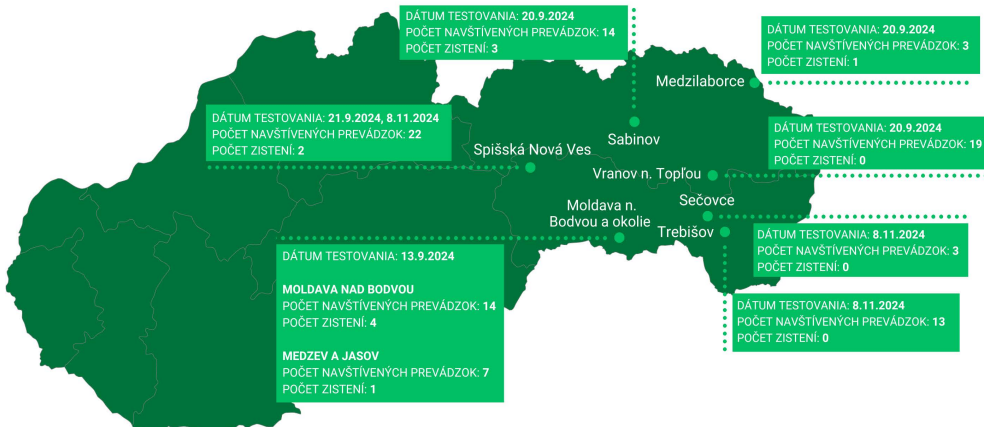 DÁTUM TESTOVANIA: 20.9.2024
POČET NAVŠTÍVENÝCH PREVÁDZOK: 14
POČET ZISTENÍ: 3
DÁTUM TESTOVANIA: 20.9.2024
POČET NAVŠTÍVENÝCH PREVÁDZOK: 3
POČET ZISTENÍ: 1
Medzilaborce
DÁTUM TESTOVANIA: 21.9.2024, 8.11.2024
POČET NAVŠTÍVENÝCH PREVÁDZOK: 22
POČET ZISTENÍ: 2
Sabinov
DÁTUM TESTOVANIA: 20.9.2024
POČET NAVŠTÍVENÝCH PREVÁDZOK: 19
POČET ZISTENÍ: 0
Spišská Nová Ves
Vranov n. Topľou
Moldava n.
Bodvou a okolie
Sečovce
Trebišov
DÁTUM TESTOVANIA: 8.11.2024
POČET NAVŠTÍVENÝCH PREVÁDZOK: 3
POČET ZISTENÍ: 0
DÁTUM TESTOVANIA: 13.9.2024
MOLDAVA NAD BODVOU
POČET NAVŠTÍVENÝCH PREVÁDZOK: 14
POČET ZISTENÍ: 4
MEDZEV A JASOV
POČET NAVŠTÍVENÝCH PREVÁDZOK: 7
POČET ZISTENÍ: 1
DÁTUM TESTOVANIA: 8.11.2024
POČET NAVŠTÍVENÝCH PREVÁDZOK: 13
POČET ZISTENÍ: 0